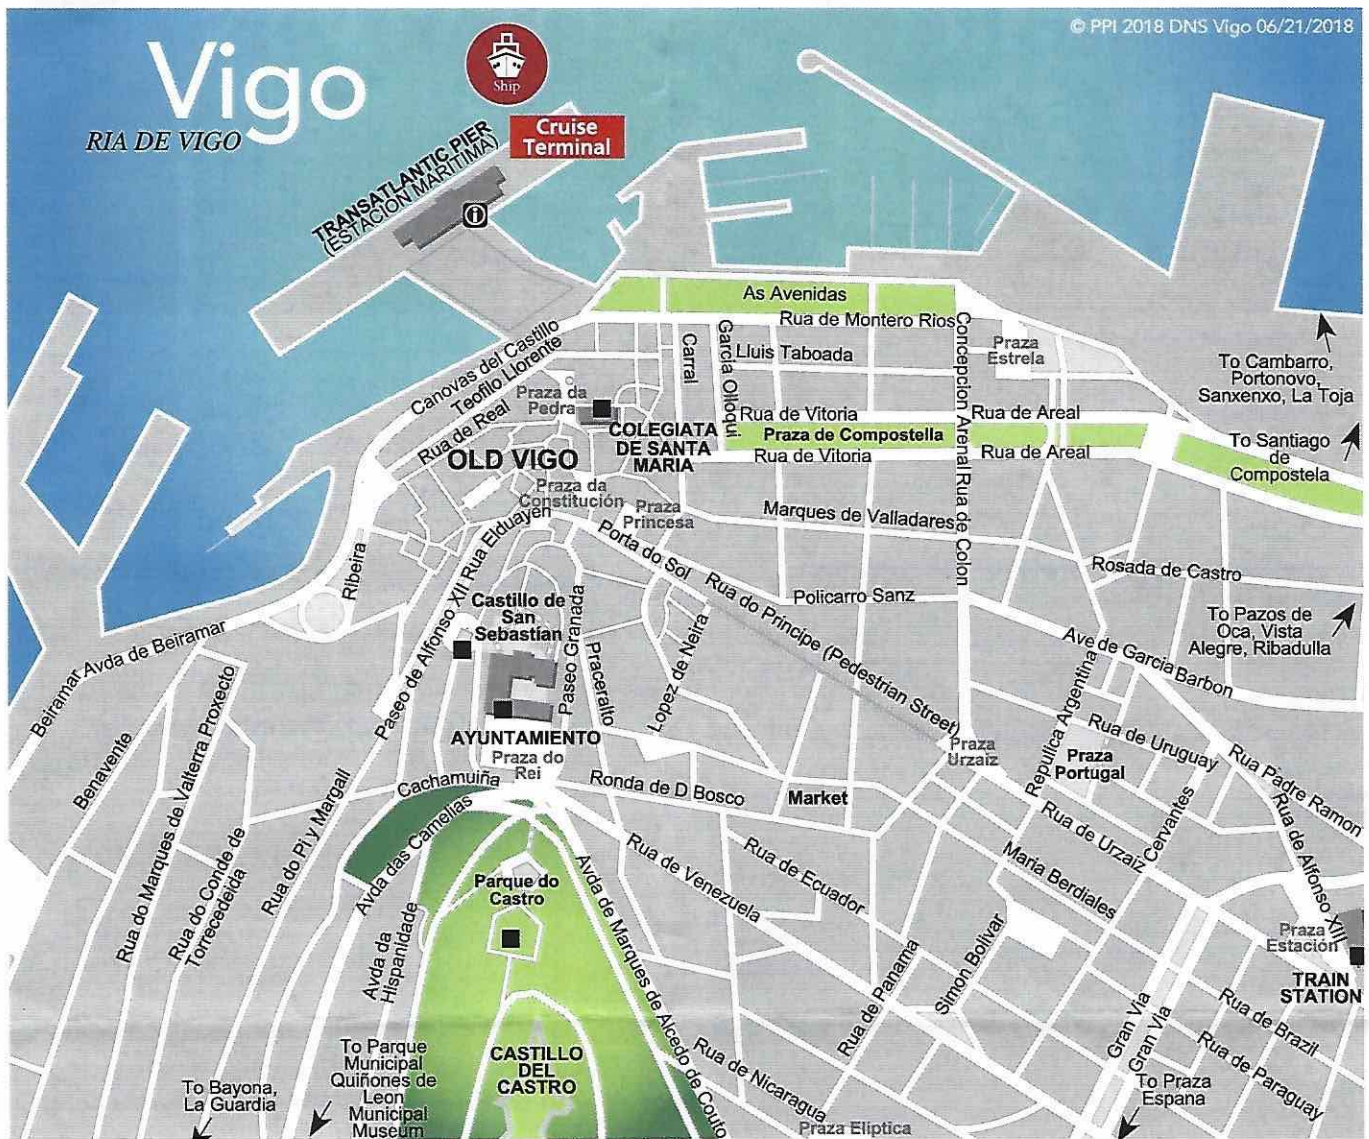 © PPI 2018 DNS Vigo 06/21/2018
Vigo
RIA DE VIGO
Ship
Cruise
Terminal
TRANSATLANTIC PIER
(ESTACION MARITIMA)
i
As Avenidas
Rua de Montero Rios
Canovas del Castillo
Teofilo Llorente
Rua de Real
Carral
Garcia Olloqui
Lluis Taboada
Concepcion Arenal
Praza
Estrela
To Cambarro,
Portonovo,
Sanxenxo, La Toja
Praza da
Pedra
COLEGIATA
DE SANTA
MARIA
Rua de Vitoria
Rua de Areal
Praza de Compostella
Rua de Vitoria
Rua de Areal
To Santiago
de
Compostela
OLD VIGO
Praza da
Constitución
Praza
Princesa
Marques de Valladares
Rua de Colon
Rosada de Castro
Ribeira
Rua Elduayen
Porta do Sol
Rua do Principe (Pedestrian Street)
Policarro Sanz
To Pazos de
Oca, Vista
Alegre, Ribadulla
Beiramar
Avda de Beiramar
Paseo de Alfonso XII
Castillo de
San
Sebastian
Paseo Granada
Praceralto
Lopez de Neira
Ave de Garcia Barbon
AYUNTAMIENTO
Praza do
Rei
Praza
Urzaiz
Repulica Argentina
Praza
Portugal
Rua de Uruguay
Rua Padre Ramon
Benavente
Rua do Marques de Valterra Proxecto
Rua do Conde de
Torrecedeida
Rua do Pi y Margall
Cachamuiña
Avda das Camelias
Ronda de D Bosco
Market
Rua de Urzaiz
Cervantes
Rua de Alfonso XIII
Rua de Venezuela
Rua de Ecuador
Maria Berdiales
Parque do
Castro
Avda da
Hispanidade
Avda de Marques de Alcedo de Couto
Rua de Panama
Simon Bolivar
Praza
Estación
TRAIN
STATION
Gran Via
Gran Via
Rua de Brazil
Rua de Paraguay
CASTILLO
DEL
CASTRO
Rua de Nicaragua
Praza Eliptica
To Praza
Espana
To Bayona,
La Guardia
To Parque
Municipal
Quiñones de
Leon
Municipal
Museum